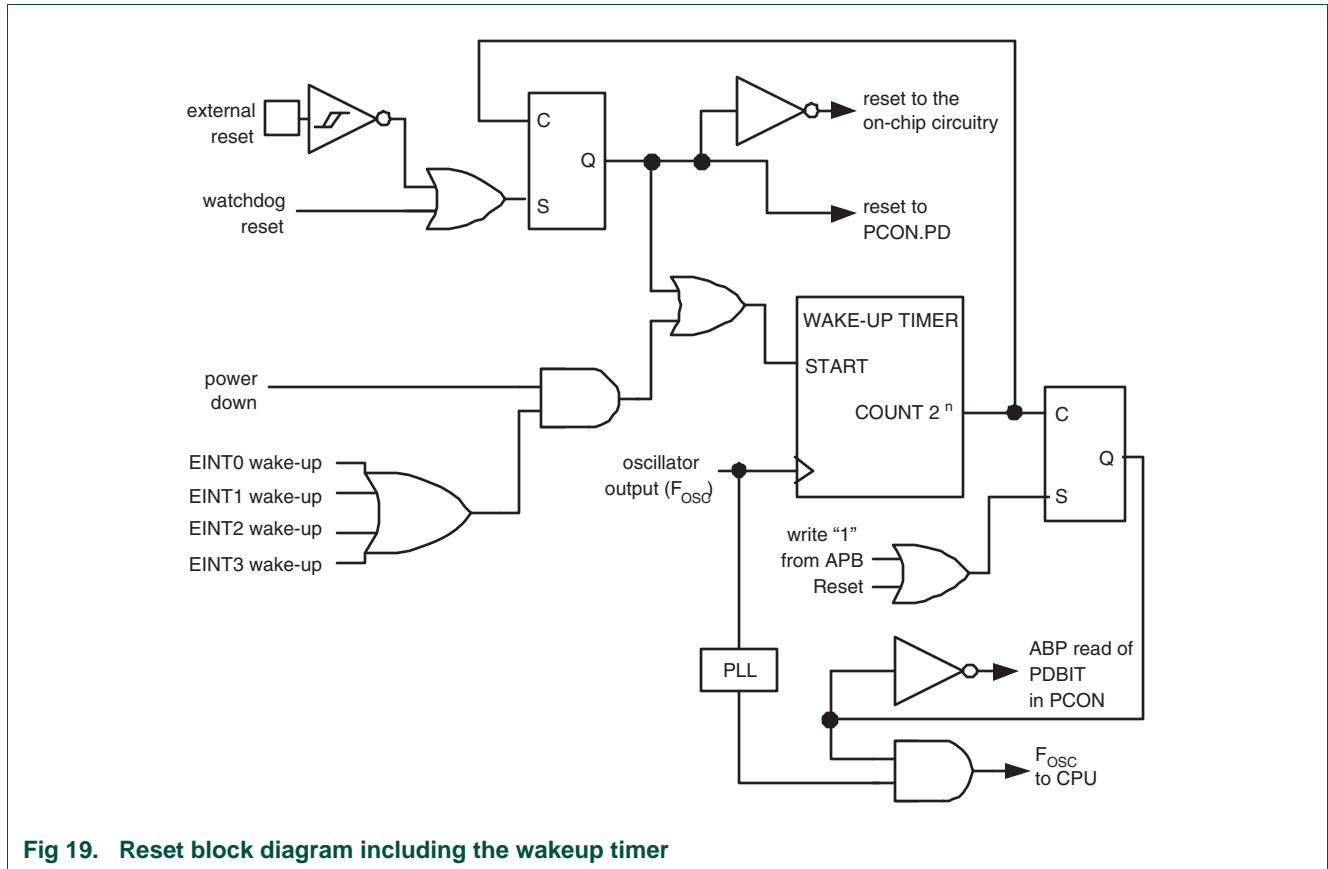 external
reset
C
Q
S
reset to the
on-chip circuitry
watchdog
reset
reset to
PCON.PD
WAKE-UP TIMER
START
COUNT 2 n
power
down
C
Q
S
EINT0 wake-up
EINT1 wake-up
EINT2 wake-up
EINT3 wake-up
oscillator
output (FOSC)
write “1”
from APB
Reset
PLL
ABP read of
PDBIT
in PCON
FOSC
to CPU
Fig 19. Reset block diagram including the wakeup timer